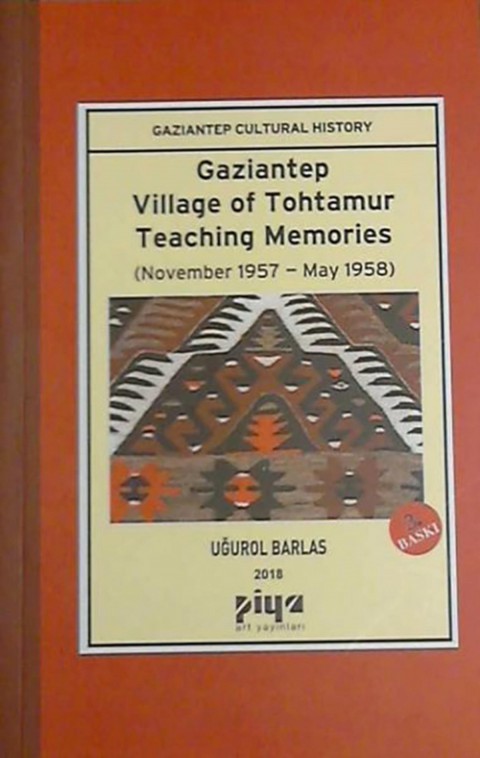 GAZIANTEP CULTURAL HISTORY
Gaziantep
Village of Tohtamur
Teaching Memories
(November 1957 – May 1958)
BASKI
UĞUROL BARLAS
2018
piya
art yayınları